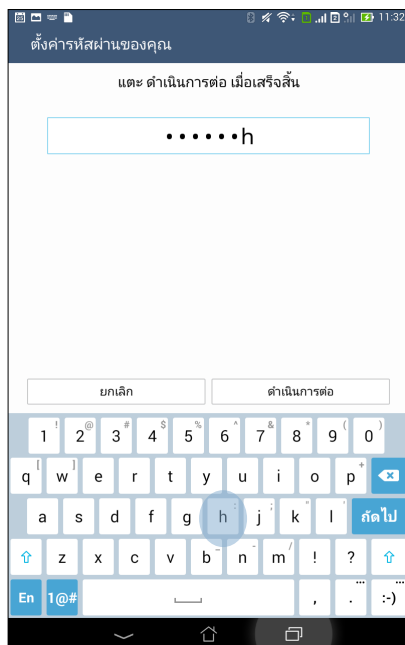 11:32
ตั้งค่ารหัสผ่านของคุณ
แตะ ดำเนินการต่อ เมื่อเสร็จสิ้น
••••••h
ยกเลิก ดำเนินการต่อ
1 ! 2 @ 3 # 4 $ 5 % 6 ^ 7 & 8 * 9 ( 0 )
q [ w ] e r t y u i o p +
a s d f g h : j ; k " l '
z x c v b - n - m / ! ?
En 1@# , . ... :-) ...
ถัดไป